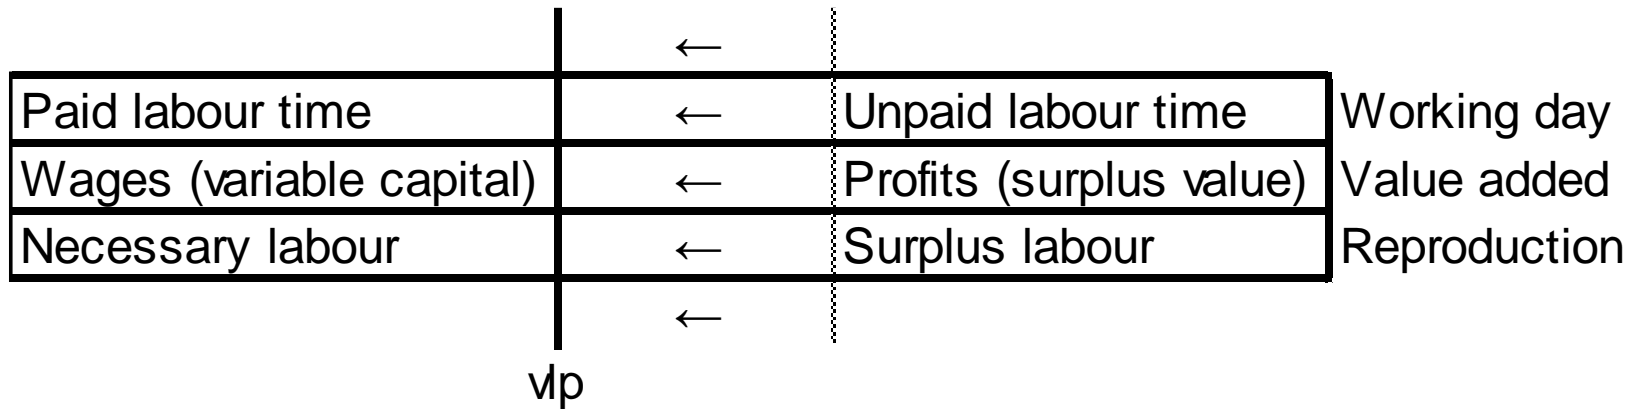 ←
Paid labour time ← Unpaid labour time Working day
Wages (variable capital) ← Profits (surplus value) Value added
Necessary labour ← Surplus labour Reproduction
←
vlp